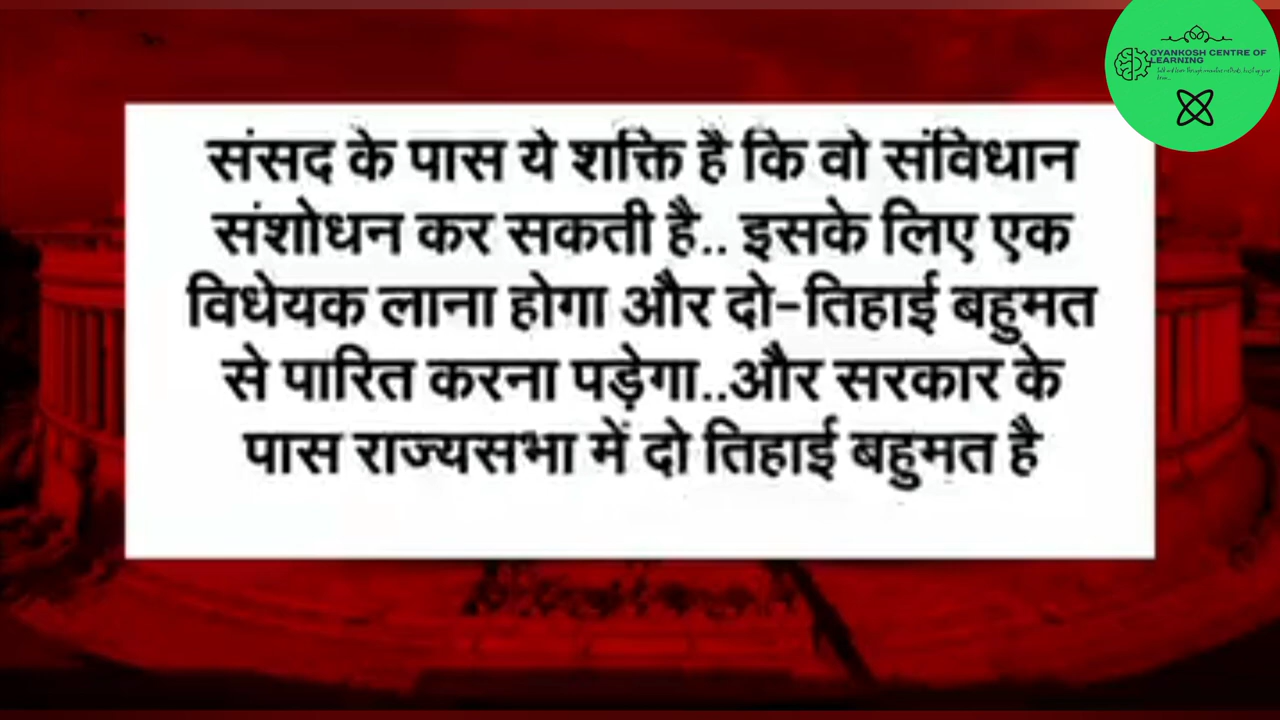 GYANKOSH CENTRE OF
LEARNING
संसद के पास ये शक्ति है कि वो संविधान
संशोधन कर सकती है.. इसके लिए एक
विधेयक लाना होगा और दो-तिहाई बहुमत
से पारित करना पड़ेगा..और सरकार के
पास राज्यसभा में दो तिहाई बहुमत है